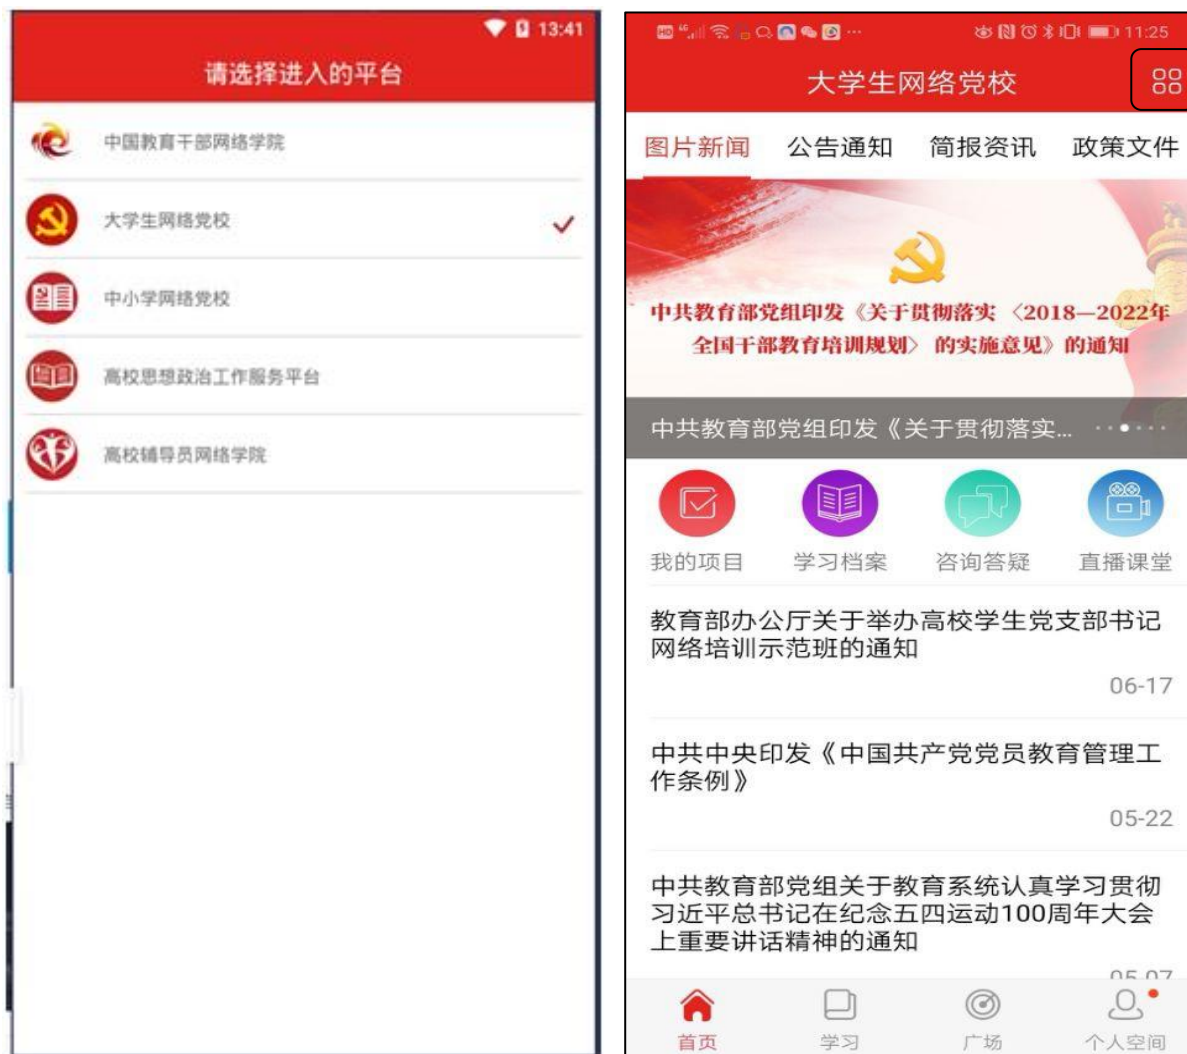 13:41
请选择进入的平台
中国教育干部网络学院
大学生网络党校
中小学网络党校
高校思想政治工作服务平台
高校辅导员网络学院
11:25
大学生网络党校
图片新闻 公告通知 简报资讯 政策文件
中共教育部党组印发《关于贯彻落实〈2018—2022年
全国干部教育培训规划〉的实施意见》的通知
中共教育部党组印发《关于贯彻落实...
我的项目 学习档案 咨询答疑 直播课堂
教育部办公厅关于举办高校学生党支部书记
网络培训示范班的通知
06-17
中共中央印发《中国共产党党员教育管理工
作条例》
05-22
中共教育部党组关于教育系统认真学习贯彻
习近平总书记在纪念五四运动100周年大会
上重要讲话精神的通知
05-07
首页 学习 广场 个人空间